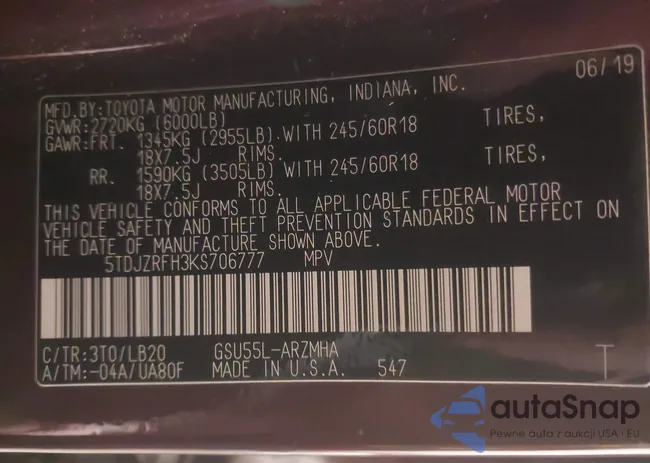 06/19
MFD.BY:TOYOTA MOTOR MANUFACTURING, INDIANA, INC.
GVWR:2720KG (6000LB)
GAWR:FRT. 1345KG (2955LB) WITH 245/60R18 TIRES,
18X7.5J RIMS.
RR. 1590KG (3505LB) WITH 245/60R18 TIRES,
18X7.5J RIMS.
THIS VEHICLE CONFORMS TO ALL APPLICABLE FEDERAL MOTOR
VEHICLE SAFETY AND THEFT PREVENTION STANDARDS IN EFFECT ON
THE DATE OF MANUFACTURE SHOWN ABOVE.
5TDJZRFH3KS706777 MPV
C/TR:3T0/LB20 GSU55L-ARZMHA
A/TM:-04A/UA80F MADE IN U.S.A. 547 T
autaSnap
Pewne auta z aukcji USA i EU